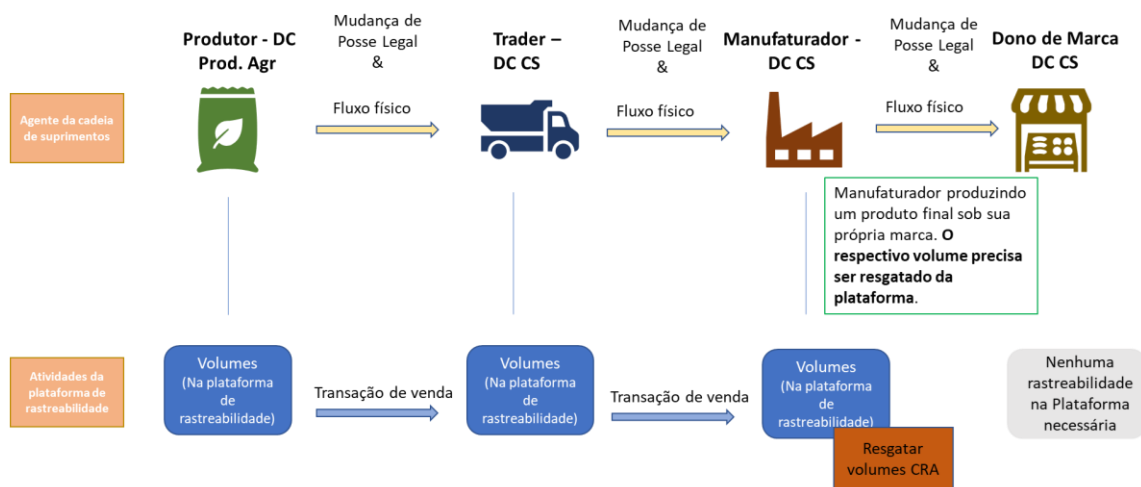 Produtor - DC
Prod. Agr
Mudança de
Posse Legal
&
Fluxo físico
Trader –
DC CS
Mudança de
Posse Legal
&
Fluxo físico
Manufaturador -
DC CS
Mudança de
Posse Legal
&
Fluxo físico
Dono de Marca
DC CS
Agente da cadeia
de suprimentos
Manufaturador produzindo
um produto final sob sua
própria marca. O
respectivo volume precisa
ser resgatado da
plataforma.
Atividades da
plataforma de
rastreabilidade
Volumes
(Na plataforma
de
rastreabilidade)
Transação de venda
Volumes
(Na plataforma
de
rastreabilidade)
Transação de venda
Volumes
(Na plataforma
de
rastreabilidade)
Resgatar
volumes CRA
Nenhuma
rastreabilidade
na Plataforma
necessária